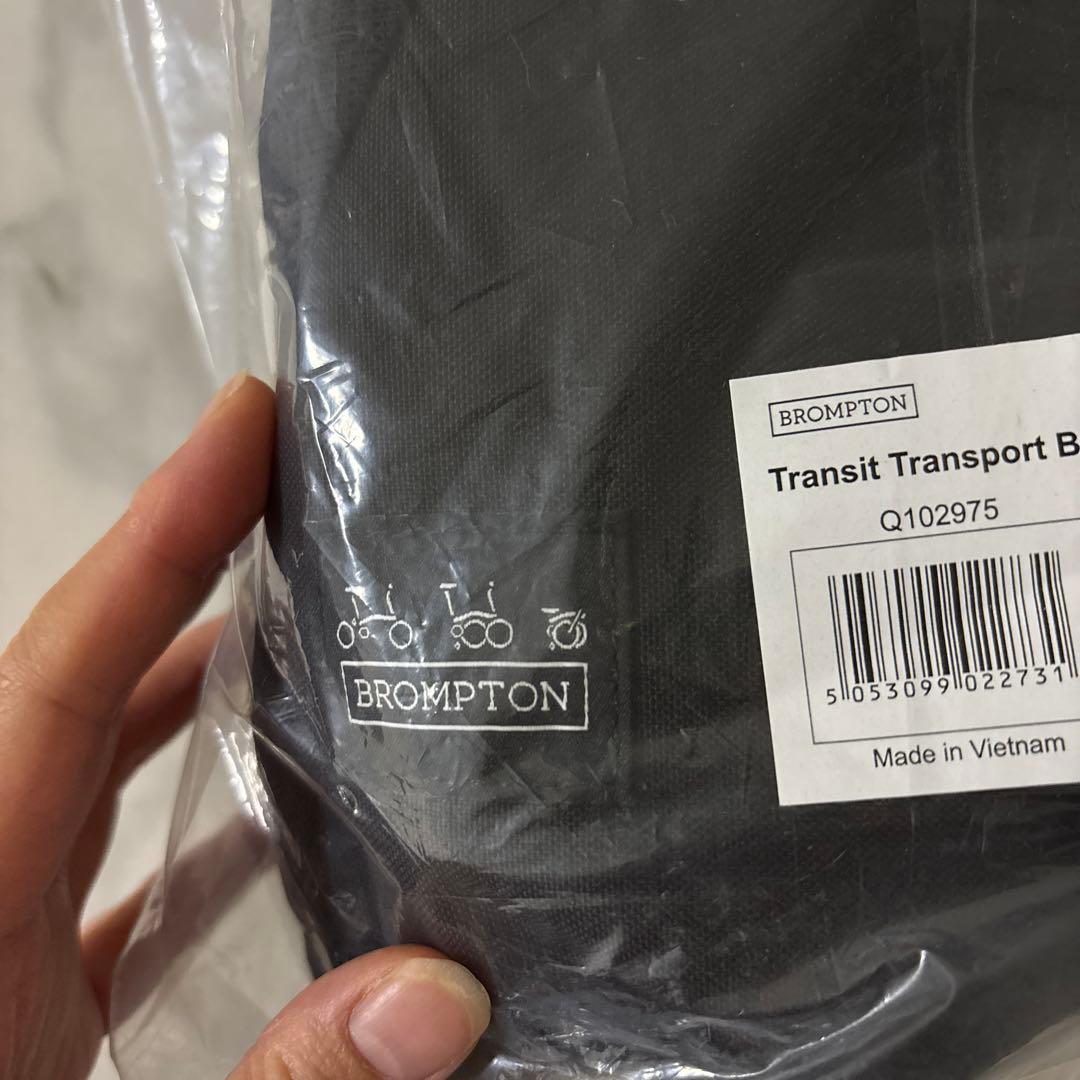 BROMPTON
BROMPTON
Transit Transport B
Q102975
5 053099 022731
Made in Vietnam